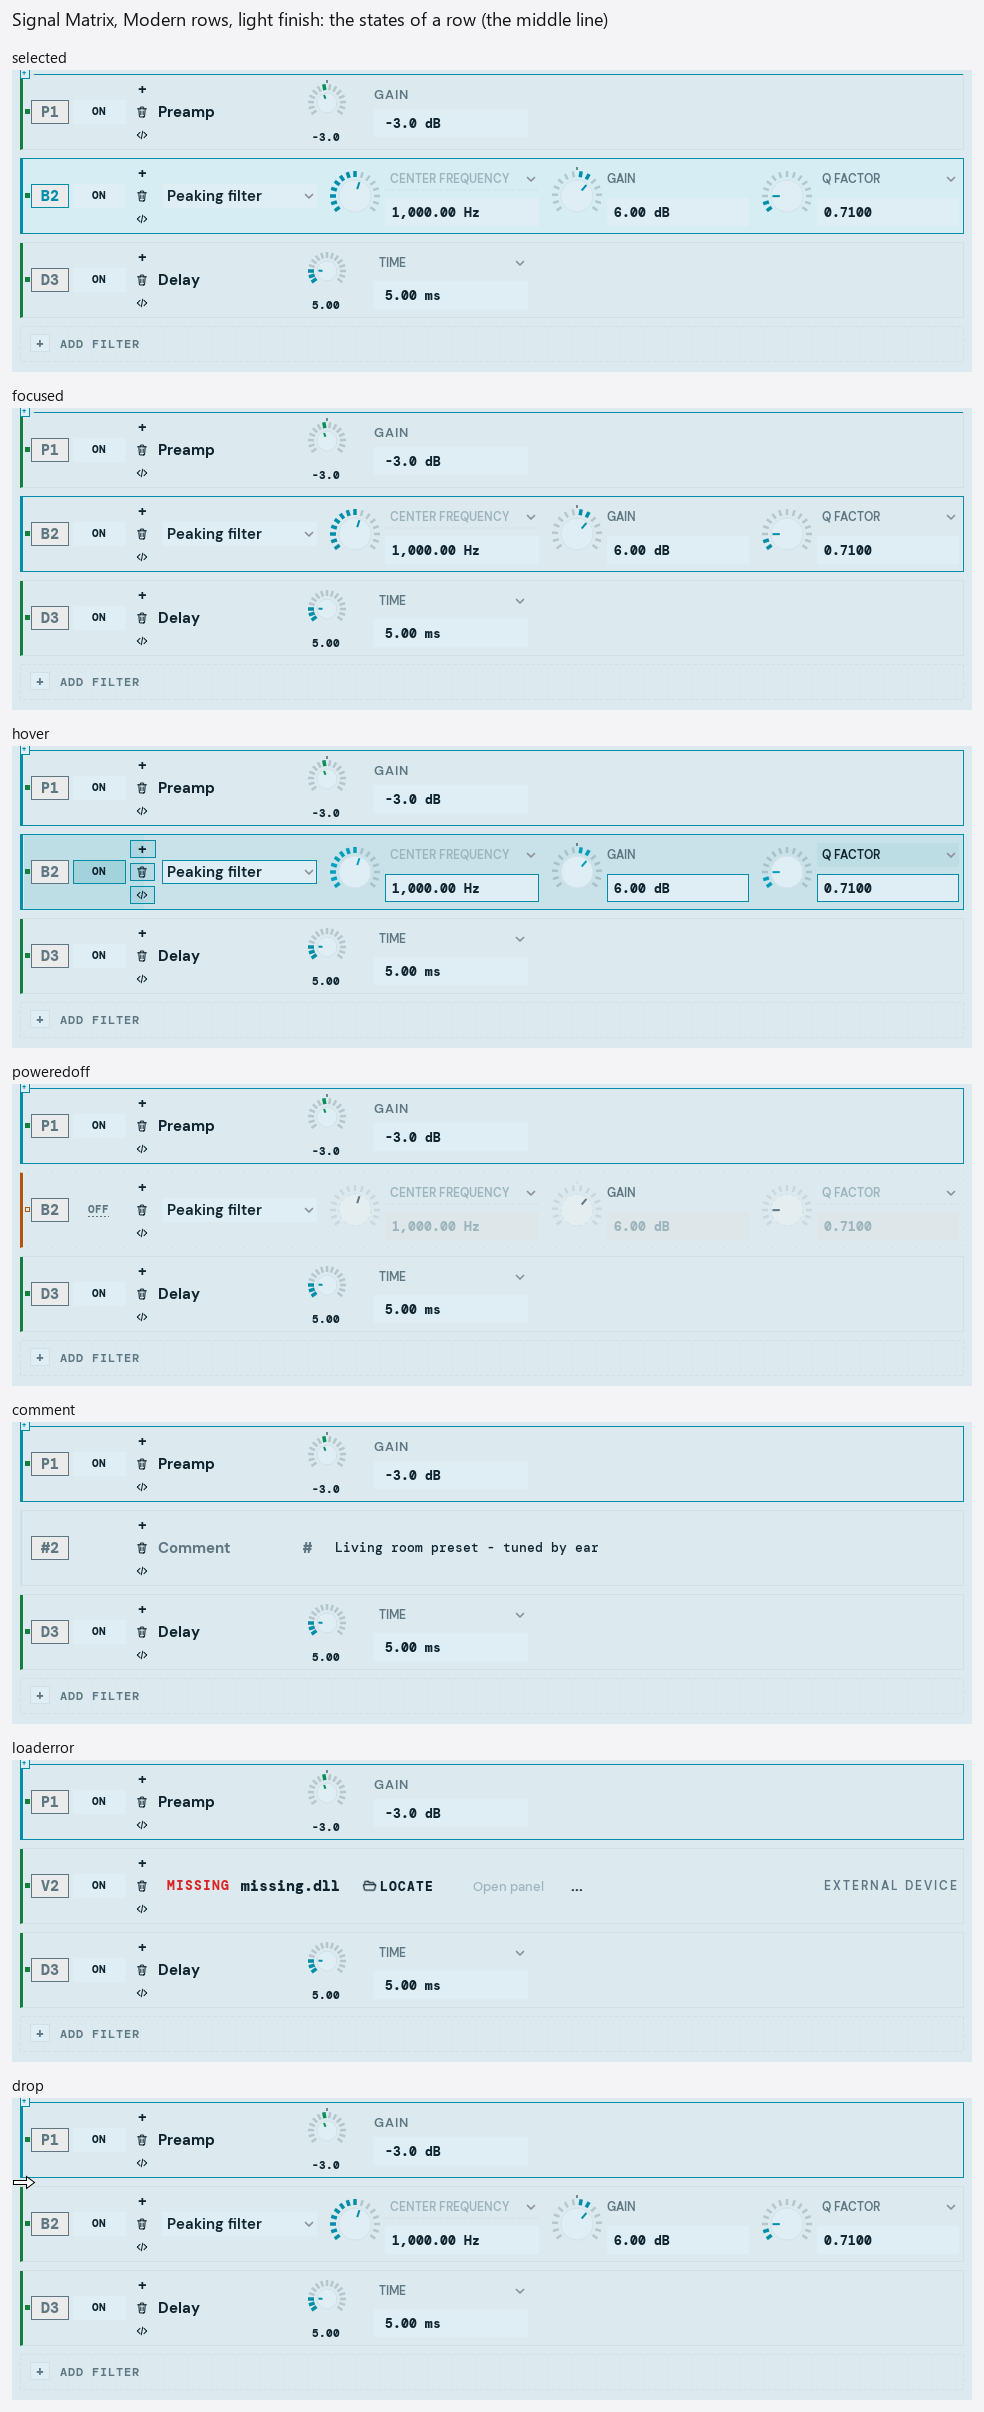 Signal Matrix, Modern rows, light finish: the states of a row (the middle line)
selected
P1 ON + Preamp -3.0 GAIN -3.0 dB
</>
B2 ON + Peaking filter CENTER FREQUENCY 1,000.00 Hz GAIN 6.00 dB Q FACTOR 0.7100
</>
D3 ON + Delay 5.00 TIME 5.00 ms
</>
+ ADD FILTER
focused
P1 ON + Preamp -3.0 GAIN -3.0 dB
</>
B2 ON + Peaking filter CENTER FREQUENCY 1,000.00 Hz GAIN 6.00 dB Q FACTOR 0.7100
</>
D3 ON + Delay 5.00 TIME 5.00 ms
</>
+ ADD FILTER
hover
P1 ON + Preamp -3.0 GAIN -3.0 dB
</>
B2 ON + Peaking filter CENTER FREQUENCY 1,000.00 Hz GAIN 6.00 dB Q FACTOR 0.7100
</>
D3 ON + Delay 5.00 TIME 5.00 ms
</>
+ ADD FILTER
poweredoff
P1 ON + Preamp -3.0 GAIN -3.0 dB
</>
B2 OFF + Peaking filter CENTER FREQUENCY 1,000.00 Hz GAIN 6.00 dB Q FACTOR 0.7100
</>
D3 ON + Delay 5.00 TIME 5.00 ms
</>
+ ADD FILTER
comment
P1 ON + Preamp -3.0 GAIN -3.0 dB
</>
#2 + Comment # Living room preset - tuned by ear
</>
D3 ON + Delay 5.00 TIME 5.00 ms
</>
+ ADD FILTER
loaderror
P1 ON + Preamp -3.0 GAIN -3.0 dB
</>
V2 ON + MISSING missing.dll LOCATE Open panel ... EXTERNAL DEVICE
</>
D3 ON + Delay 5.00 TIME 5.00 ms
</>
+ ADD FILTER
drop
P1 ON + Preamp -3.0 GAIN -3.0 dB
</>
B2 ON + Peaking filter CENTER FREQUENCY 1,000.00 Hz GAIN 6.00 dB Q FACTOR 0.7100
</>
D3 ON + Delay 5.00 TIME 5.00 ms
</>
+ ADD FILTER